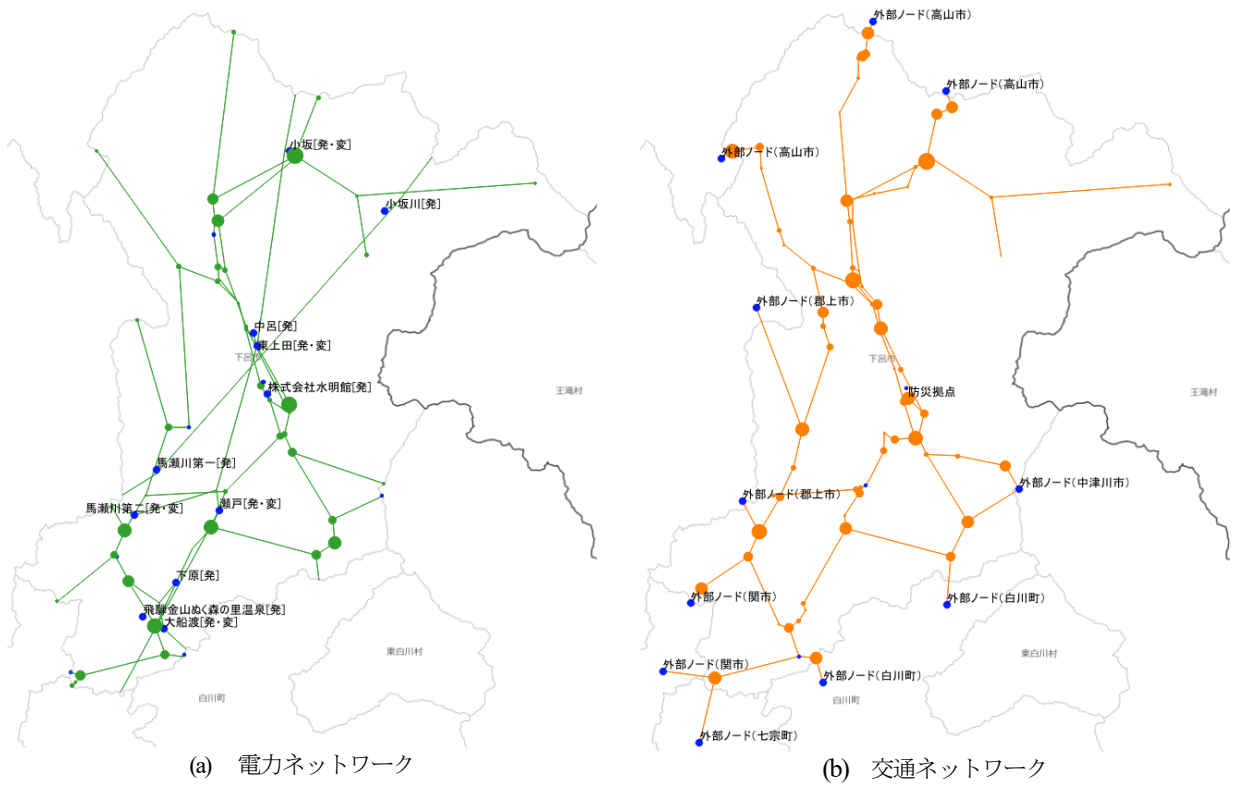 小坂[発・変]
小坂川[発]
中呂[発]
東上田[発・変]
下呂市
株式会社水明館[発]
王滝村
馬瀬川第一[発]
馬瀬川第二[発・変]
瀬戸[発・変]
下原[発]
飛騨金山ぬく森の里温泉[発]
大船渡[発・変]
東白川村
白川町
(a) 電力ネットワーク
外部ノード(高山市)
外部ノード(高山市)
外部ノード(高山市)
外部ノード(郡上市)
下呂市
防災拠点
王滝村
外部ノード(中津川市)
外部ノード(郡上市)
外部ノード(関市)
外部ノード(白川町)
東白川村
外部ノード(関市)
外部ノード(白川町)
白川町
外部ノード(七宗町)
(b) 交通ネットワーク